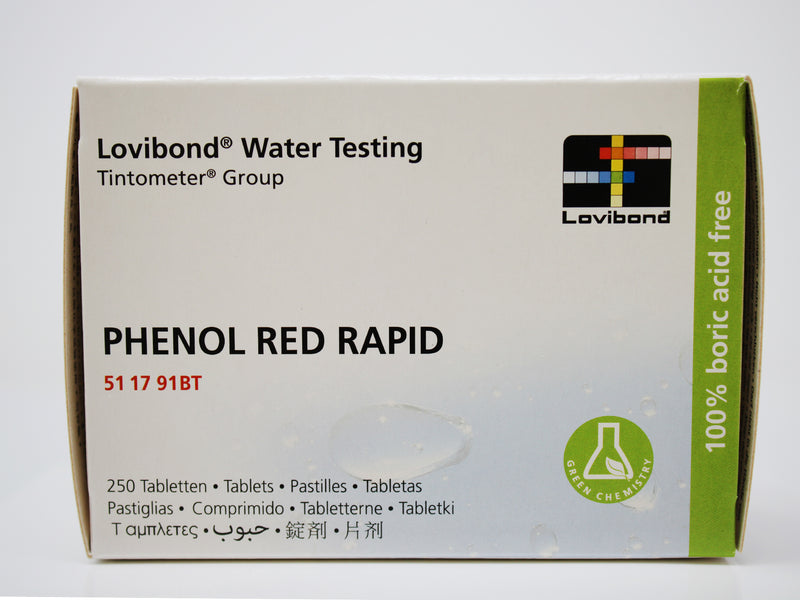 Lovibond® Water Testing
Tintometer® Group
Lovibond
PHENOL RED RAPID
51 17 91BT
100% boric acid free
GREEN CHEMISTRY
250 Tabletten • Tablets • Pastilles • Tabletas
Pastiglias • Comprimido • Tabletterne • Tabletki
Ταμπλετες • حبوب • 錠剤 • 片剂